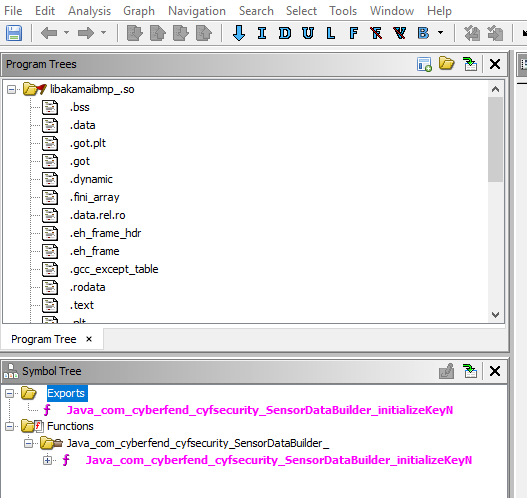 File Edit Analysis Graph Navigation Search Select Tools Window Help
I D U L F F V B
Program Trees
libakamaibmp_.so
.bss
.data
.got.plt
.got
.dynamic
.fini_array
.data.rel.ro
.eh_frame_hdr
.eh_frame
.gcc_except_table
.rodata
.text
.plt
Program Tree ×
Symbol Tree
Exports
f Java_com_cyberfend_cyfsecurity_SensorDataBuilder_initializeKeyN
f Functions
Java_com_cyberfend_cyfsecurity_SensorDataBuilder_
f Java_com_cyberfend_cyfsecurity_SensorDataBuilder_initializeKeyN